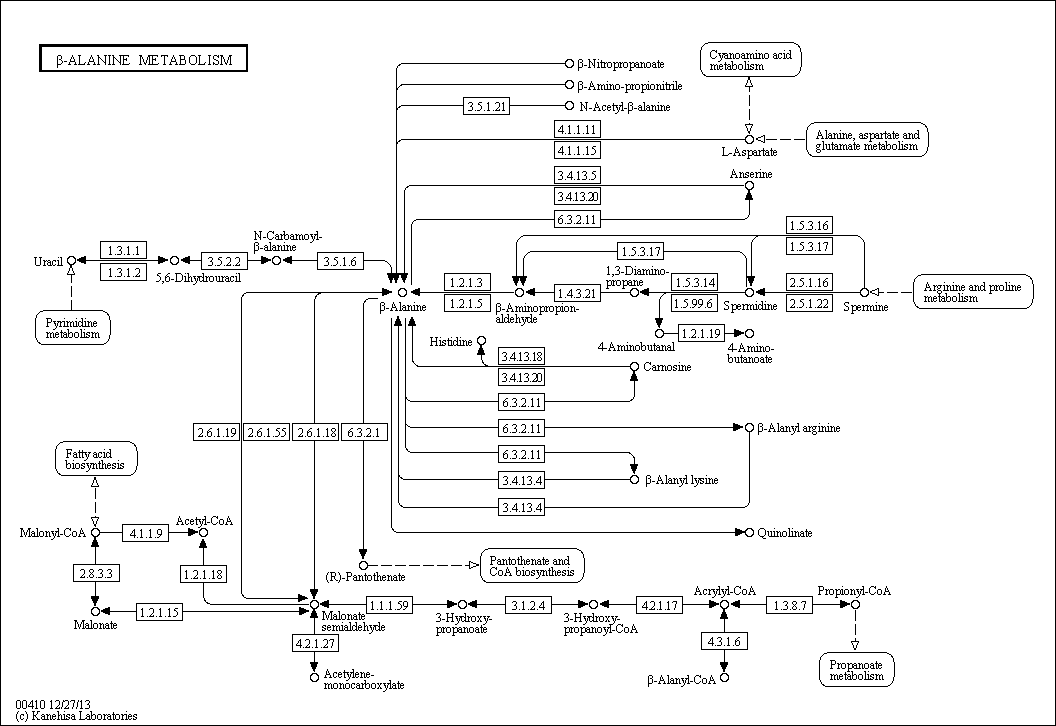 β-ALANINE METABOLISM
β-Nitropropanoate
β-Amino-propionitrile
3.5.1.21
N-Acetyl-β-alanine
Cyanoamino acid
metabolism
4.1.1.11
4.1.1.15
L-Aspartate
Alanine, aspartate and
glutamate metabolism
3.4.13.5
3.4.13.20
Anserine
6.3.2.11
Uracil
1.3.1.1
1.3.1.2
5,6-Dihydrouracil
3.5.2.2
N-Carbamoyl-
β-alanine
3.5.1.6
Pyrimidine
metabolism
β-Alanine
1.2.1.3
1.2.1.5
β-Aminopropion-
aldehyde
1.4.3.21
1,3-Diamino-
propane
1.5.3.17
1.5.3.14
1.5.99.6
Spermidine
1.5.3.16
1.5.3.17
2.5.1.16
2.5.1.22
Spermine
Arginine and proline
metabolism
4-Aminobutanal
1.2.1.19
4-Amino-
butanoate
Histidine
3.4.13.18
3.4.13.20
Carnosine
6.3.2.11
2.6.1.19
2.6.1.55
2.6.1.18
6.3.2.1
6.3.2.11
β-Alanyl arginine
6.3.2.11
3.4.13.4
β-Alanyl lysine
3.4.13.4
Quinolinate
Fatty acid
biosynthesis
Malonyl-CoA
4.1.1.9
Acetyl-CoA
2.8.3.3
1.2.1.18
Malonate
1.2.1.15
(R)-Pantothenate
Pantothenate and
CoA biosynthesis
Malonate
semialdehyde
1.1.1.59
3-Hydroxy-
propanoate
3.1.2.4
3-Hydroxy-
propanoyl-CoA
4.2.1.17
Acrylyl-CoA
1.3.8.7
Propionyl-CoA
4.2.1.27
Acetylene-
monocarboxylate
4.3.1.6
β-Alanyl-CoA
Propanoate
metabolism
00410 12/27/13
(c) Kanehisa Laboratories